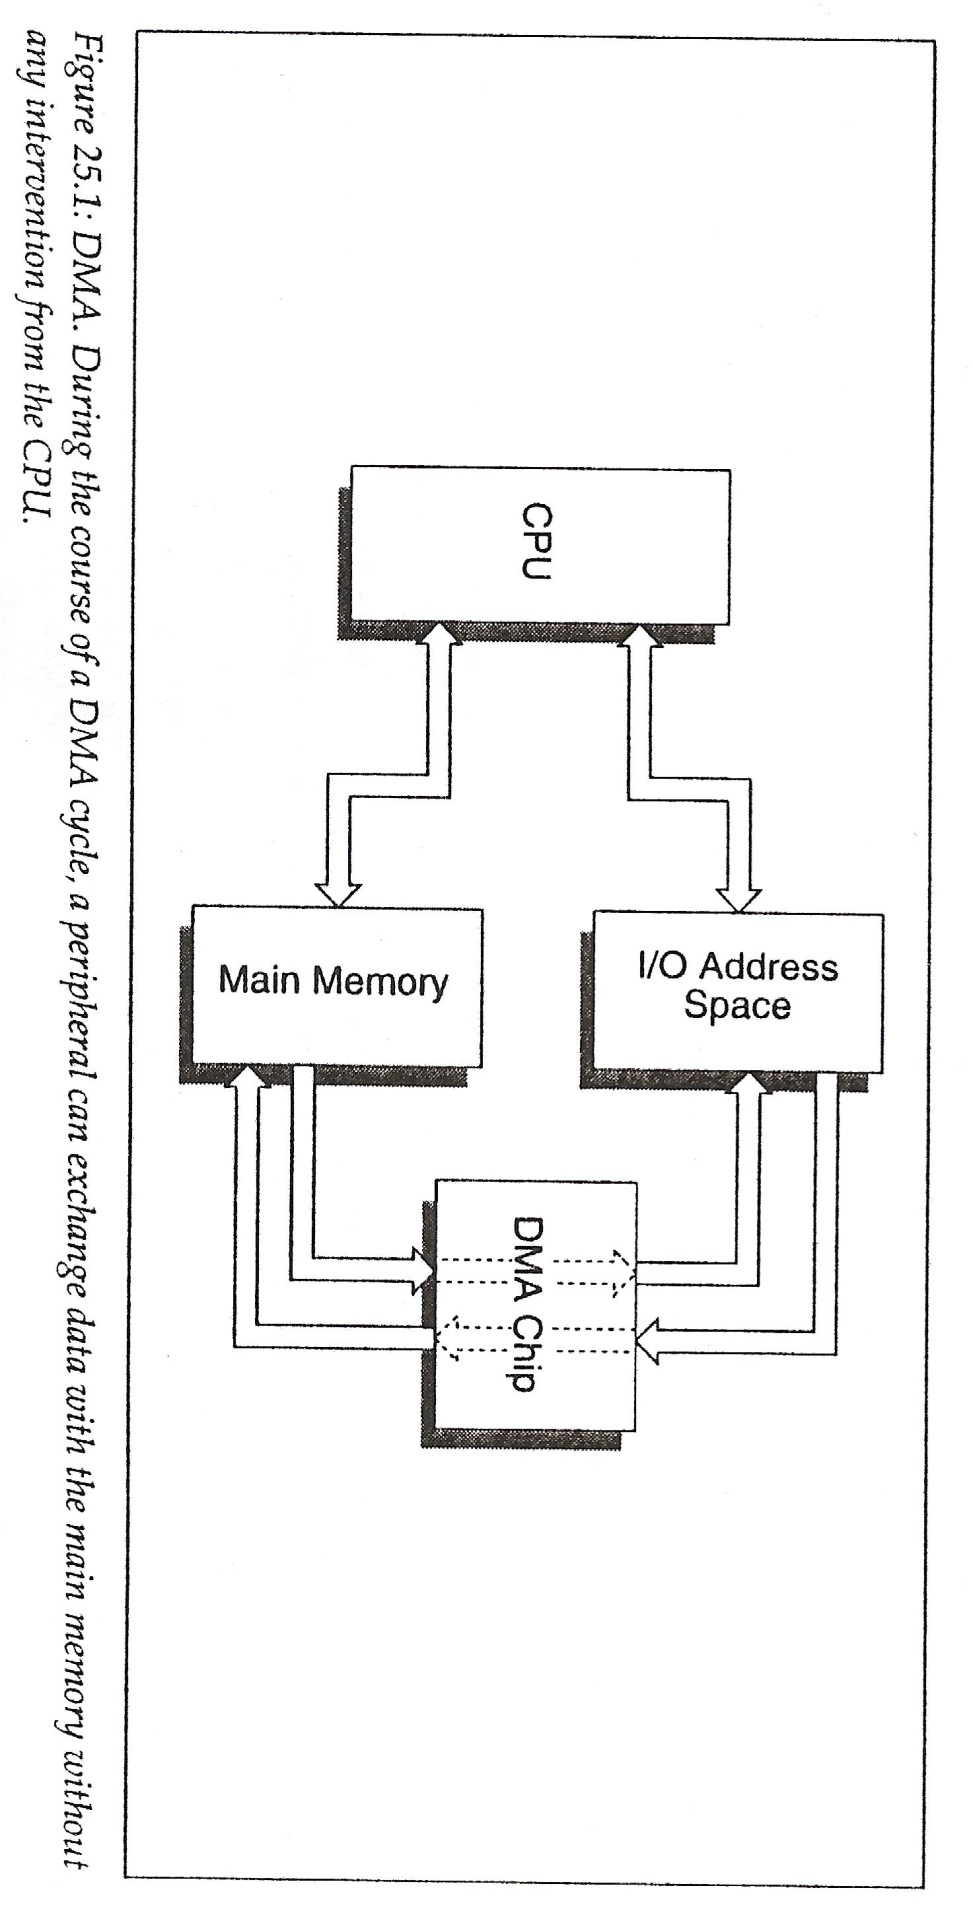 CPU
I/O Address
Space
Main Memory
DMA Chip
Figure 25.1: DMA. During the course of a DMA cycle, a peripheral can exchange data with the main memory without
any intervention from the CPU.